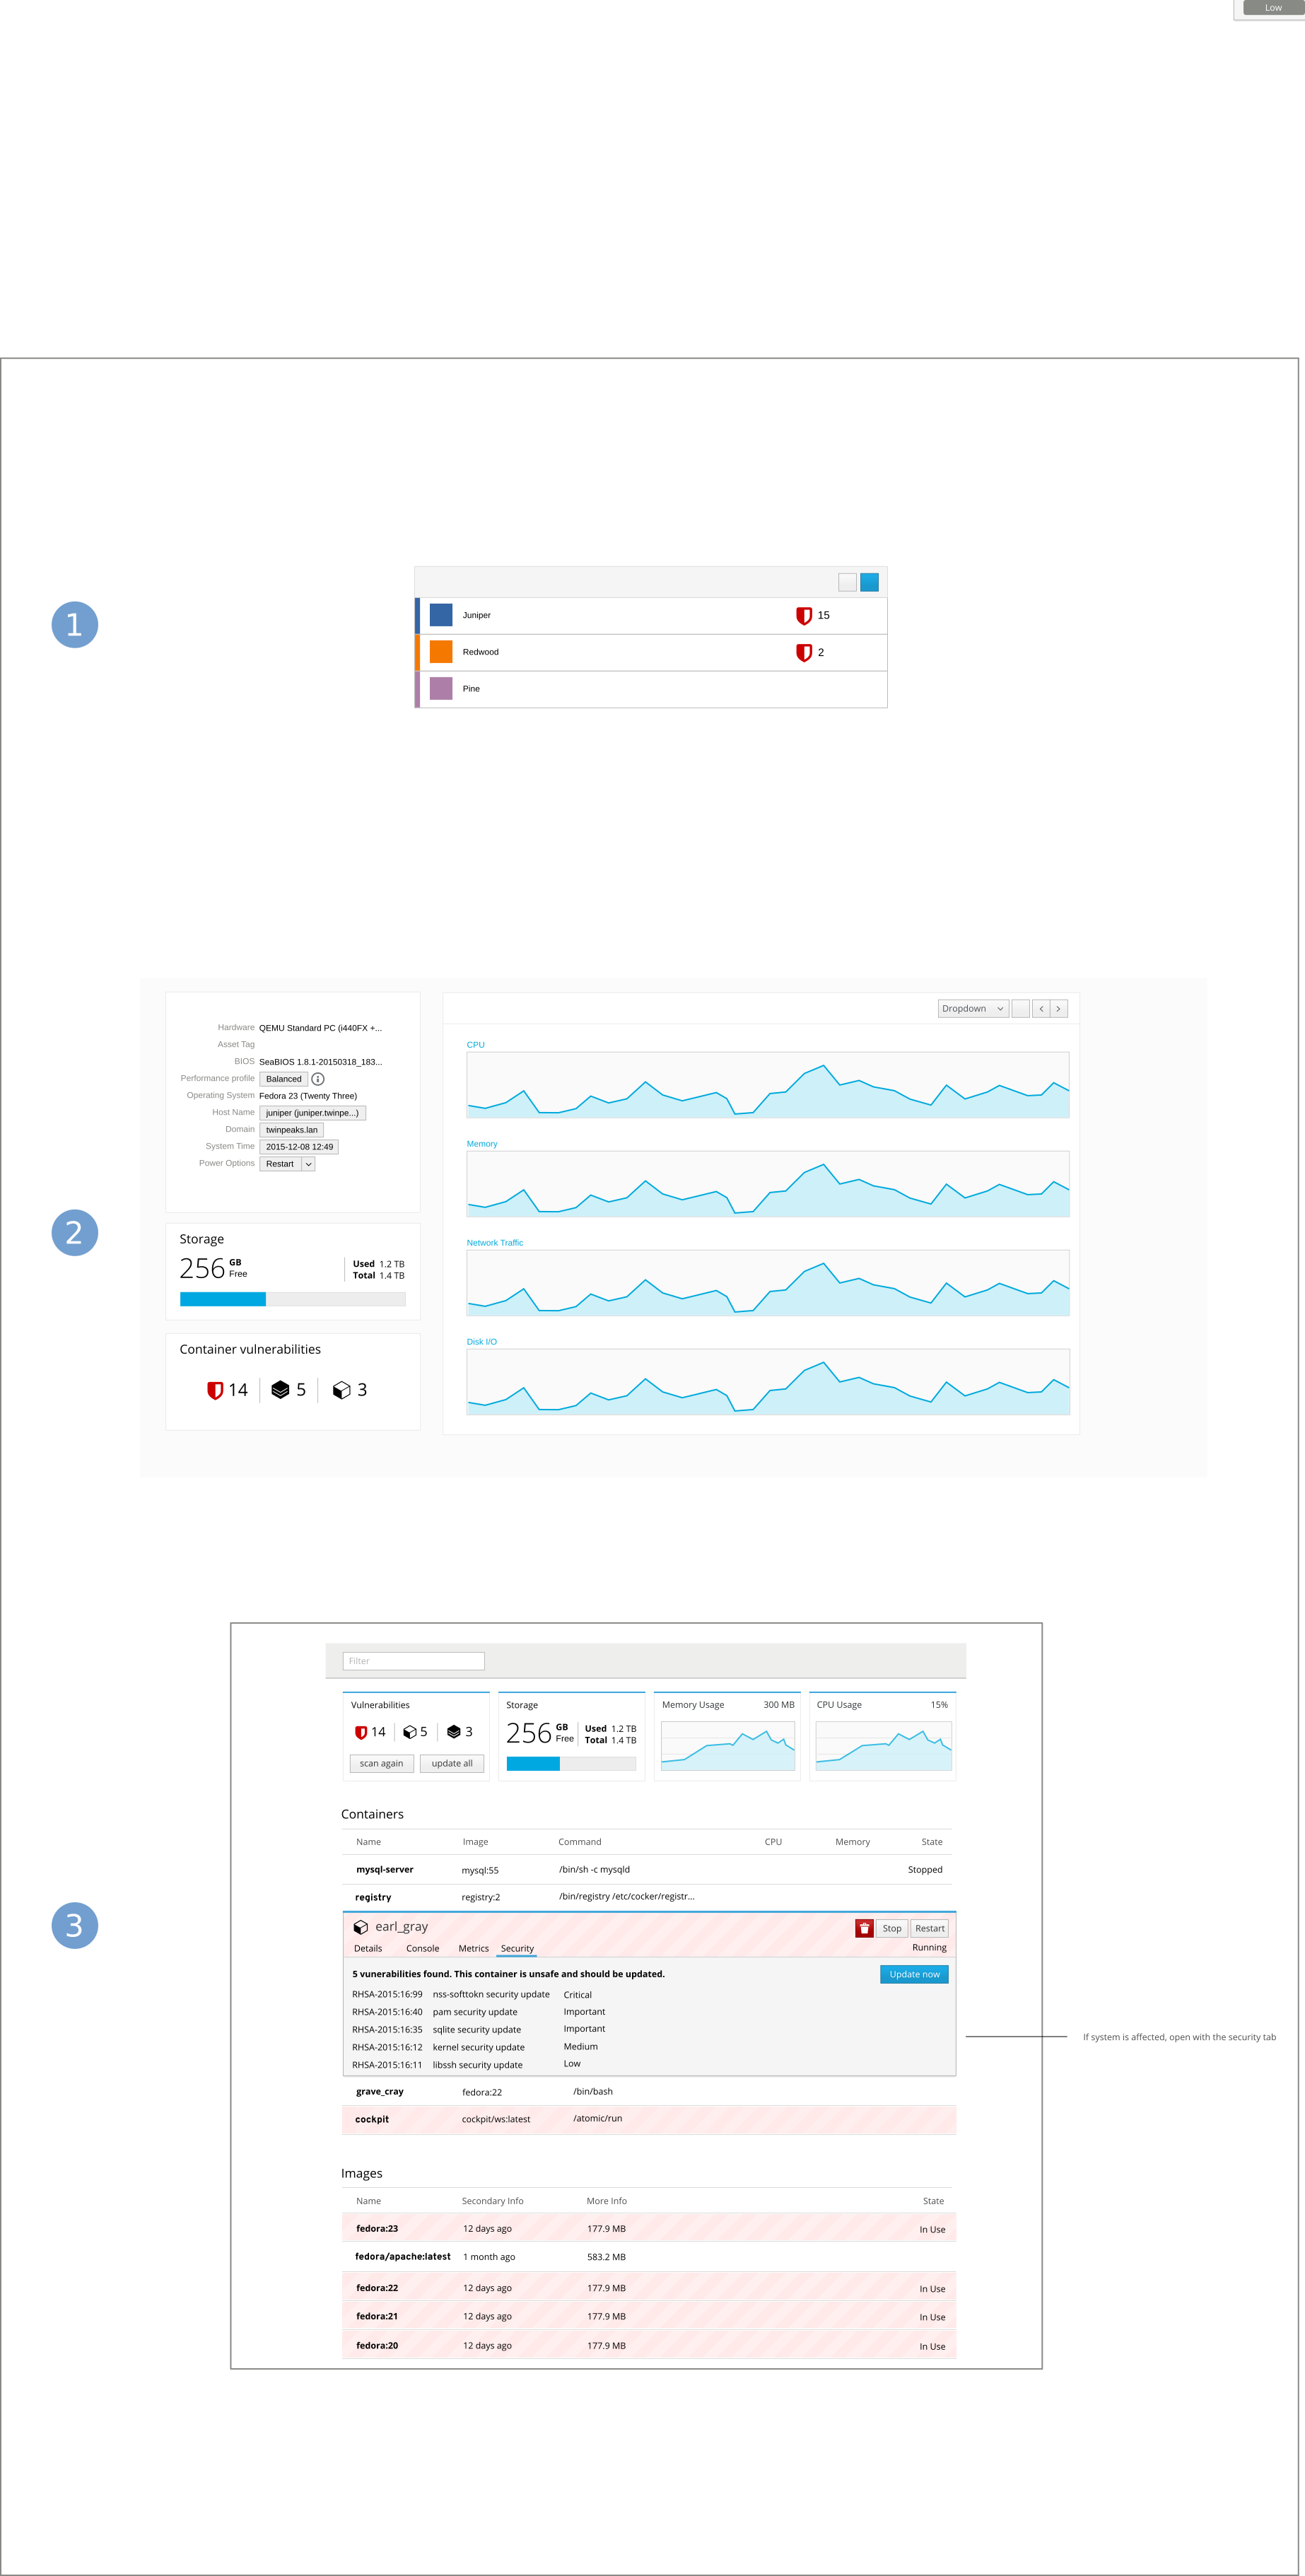 Low
1
Juniper 15
Redwood 2
Pine
2
Hardware QEMU Standard PC (i440FX +...
Asset Tag
BIOS SeaBIOS 1.8.1-20150318_183...
Performance profile Balanced
Operating System Fedora 23 (Twenty Three)
Host Name juniper (juniper.twinpe...)
Domain twinpeaks.lan
System Time 2015-12-08 12:49
Power Options Restart
Storage
256 GB Free
Used 1.2 TB
Total 1.4 TB
Container vulnerabilities
14 5 3
Dropdown
CPU
Memory
Network Traffic
Disk I/O
3
Filter
Vulnerabilities
14 5 3
scan again update all
Storage
256 GB Free
Used 1.2 TB
Total 1.4 TB
Memory Usage 300 MB
CPU Usage 15%
Containers
Name Image Command CPU Memory State
mysql-server mysql:55 /bin/sh -c mysqld Stopped
registry registry:2 /bin/registry /etc/cocker/registr...
earl_gray Stop Restart
Details Console Metrics Security Running
5 vunerabilities found. This container is unsafe and should be updated. Update now
RHSA-2015:16:99 nss-softtokn security update Critical
RHSA-2015:16:40 pam security update Important
RHSA-2015:16:35 sqlite security update Important
RHSA-2015:16:12 kernel security update Medium
RHSA-2015:16:11 libssh security update Low
If system is affected, open with the security tab
grave_cray fedora:22 /bin/bash
cockpit cockpit/ws:latest /atomic/run
Images
Name Secondary Info More Info State
fedora:23 12 days ago 177.9 MB In Use
fedora/apache:latest 1 month ago 583.2 MB
fedora:22 12 days ago 177.9 MB In Use
fedora:21 12 days ago 177.9 MB In Use
fedora:20 12 days ago 177.9 MB In Use